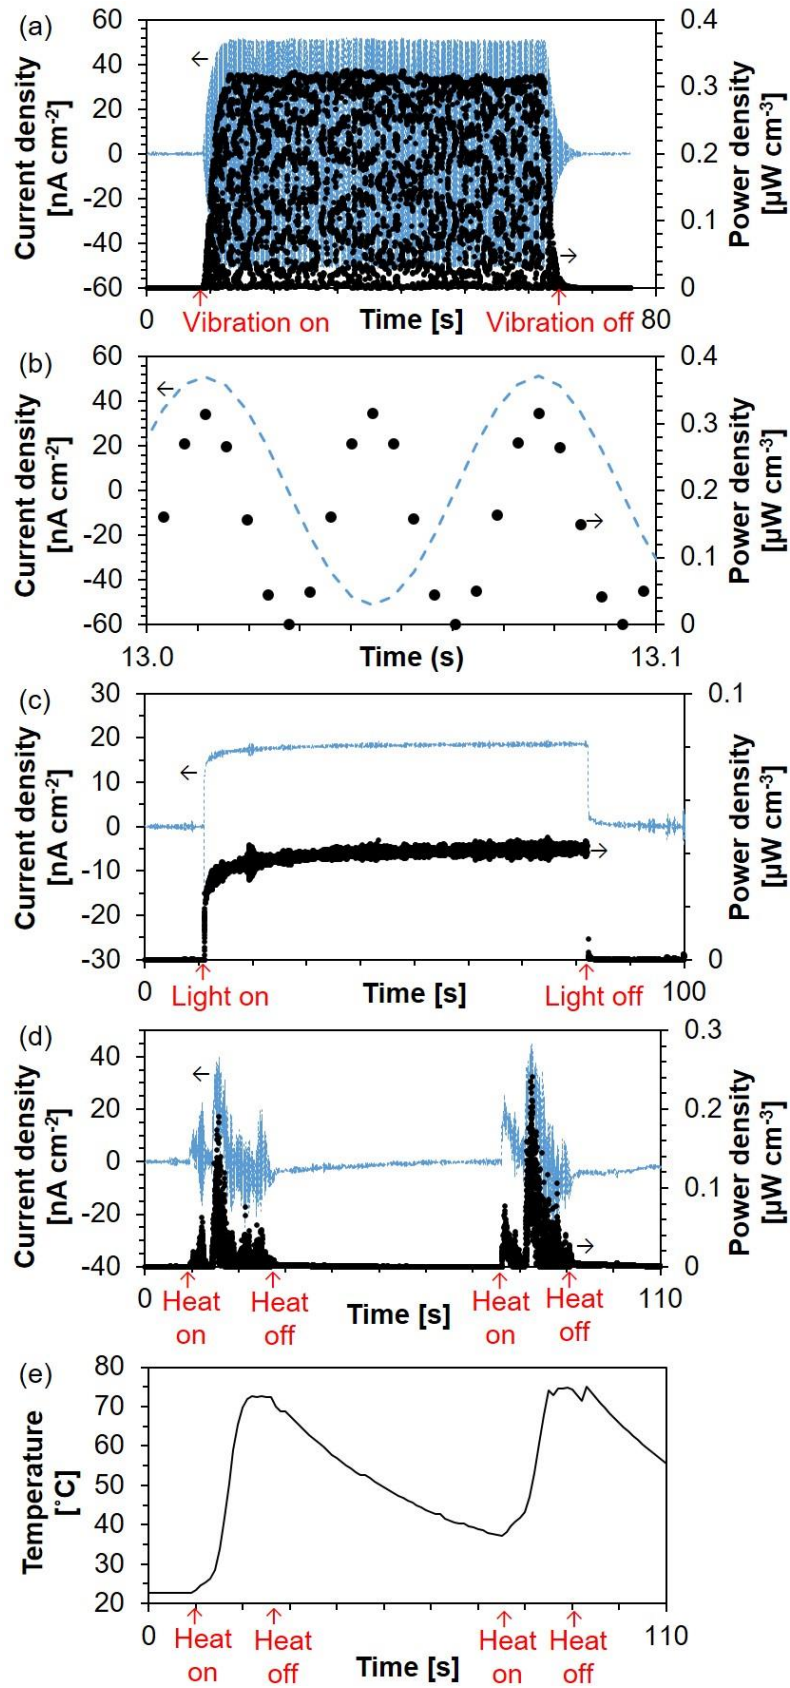 (a)
60
40
20
0
-20
-40
-60
Current density
[nA cm-2]
0.4
0.3
0.2
0.1
0
Power density
[µW cm-3]
0
Vibration on
Time [s]
Vibration off
80
(b)
60
40
20
0
-20
-40
-60
Current density
[nA cm-2]
0.4
0.3
0.2
0.1
0
Power density
[µW cm-3]
13.0
Time (s)
13.1
(c)
30
20
10
0
-10
-20
-30
Current density
[nA cm-2]
0.1
0
Power density
[µW cm-3]
0
Light on
Time [s]
Light off
100
(d)
40
20
0
-20
-40
Current density
[nA cm-2]
0.3
0.2
0.1
0
Power density
[µW cm-3]
0
Heat
on
Heat
off
Time [s]
Heat
on
Heat
off
110
(e)
80
70
60
50
40
30
20
Temperature
[˚C]
0
Heat
on
Heat
off
Time [s]
Heat
on
Heat
off
110